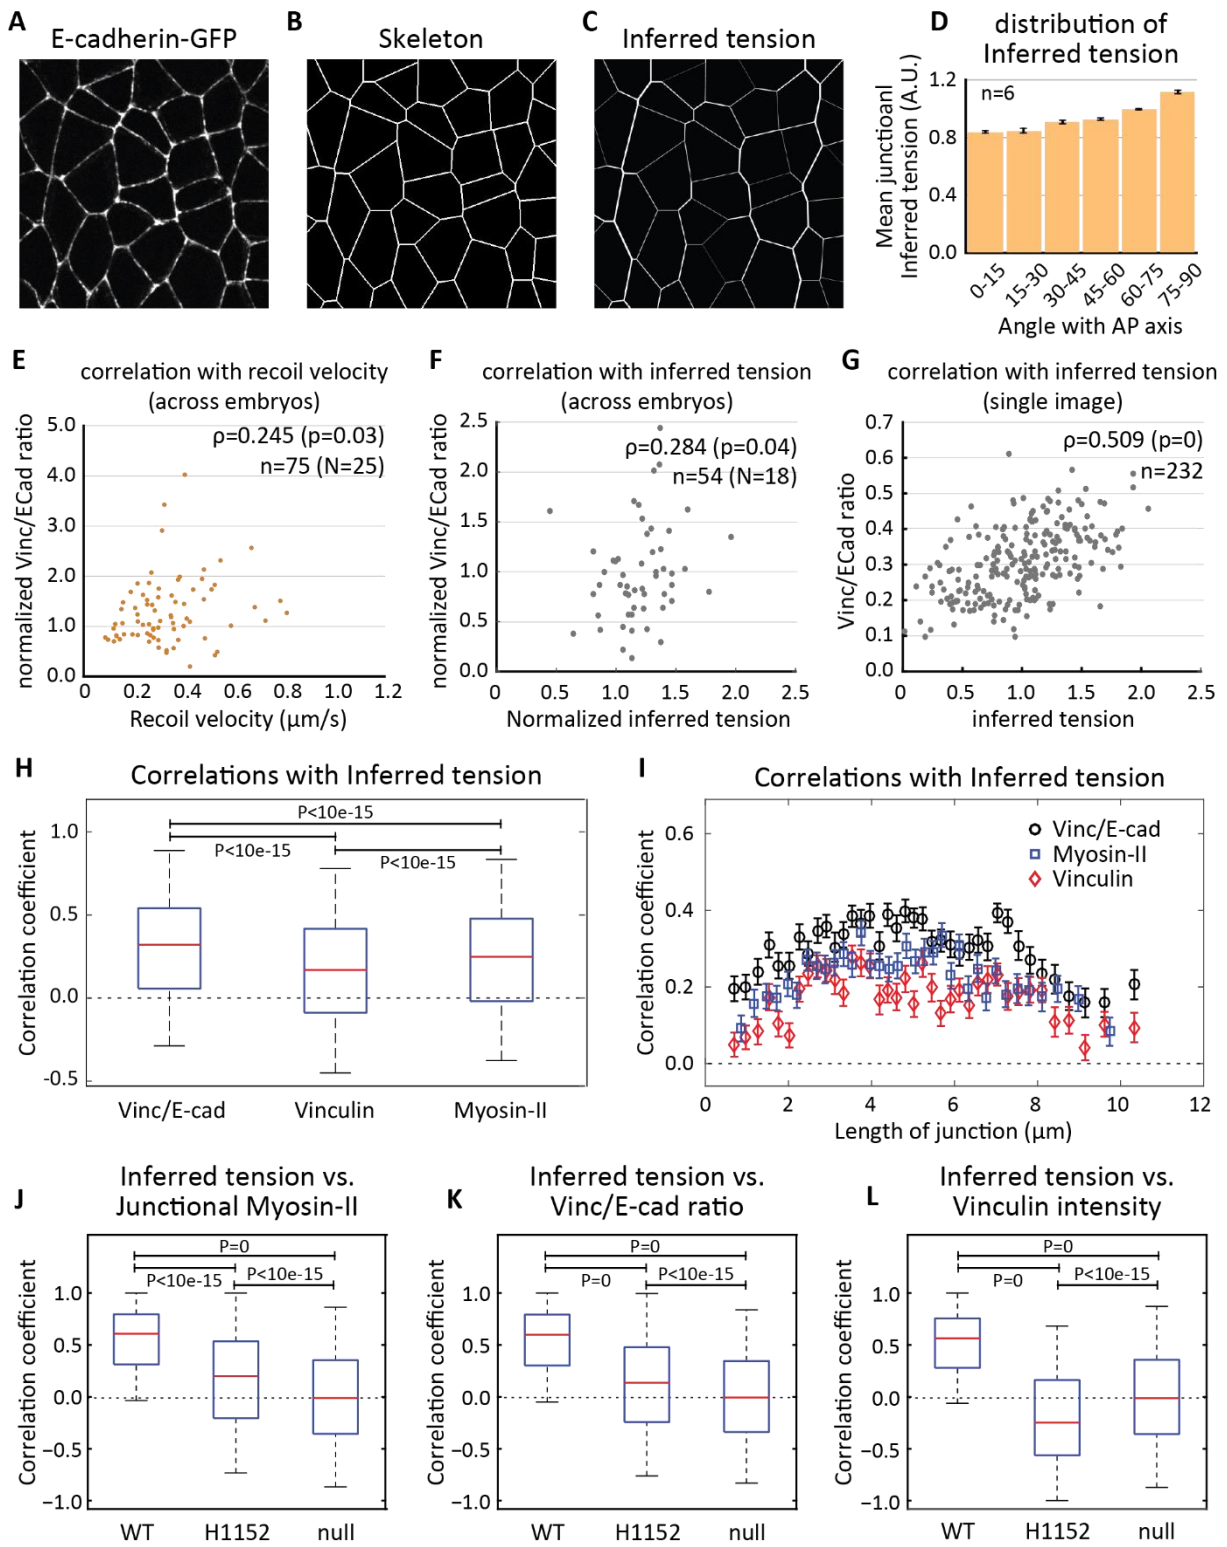 A
E-cadherin-GFP
B
Skeleton
C
Inferred tension
D
distribution of
Inferred tension
Mean junctioanl
Inferred tension (A.U.)
n=6
1.2
0.8
0.4
0.0
0-15
15-30
30-45
45-60
60-75
75-90
Angle with AP axis
E
correlation with recoil velocity
(across embryos)
normalized Vinc/ECad ratio
ρ=0.245 (p=0.03)
n=75 (N=25)
5.0
4.0
3.0
2.0
1.0
0.0
0
0.2
0.4
0.6
0.8
1.2
Recoil velocity (μm/s)
F
correlation with inferred tension
(across embryos)
normalized Vinc/ECad ratio
ρ=0.284 (p=0.04)
n=54 (N=18)
2.5
2.0
1.5
1.0
0.5
0.0
0
0.5
1.0
1.5
2.0
2.5
Normalized inferred tension
G
correlation with inferred tension
(single image)
Vinc/ECad ratio
ρ=0.509 (p=0)
n=232
0.7
0.6
0.5
0.4
0.3
0.2
0.1
0.0
0
0.5
1.0
1.5
2.0
2.5
inferred tension
H
Correlations with Inferred tension
Correlation coefficient
P<10e-15
P<10e-15
P<10e-15
1.0
0.5
0.0
-0.5
Vinc/E-cad
Vinculin
Myosin-II
I
Correlations with Inferred tension
Correlation coefficient
Vinc/E-cad
Myosin-II
Vinculin
0.6
0.4
0.2
0.0
0
2
4
6
8
10
12
Length of junction (μm)
J
Inferred tension vs.
Junctional Myosin-II
Correlation coefficient
P=0
P<10e-15
P<10e-15
1.0
0.5
0.0
−0.5
−1.0
WT
H1152
null
K
Inferred tension vs.
Vinc/E-cad ratio
Correlation coefficient
P=0
P=0
P<10e-15
1.0
0.5
0.0
−0.5
−1.0
WT
H1152
null
L
Inferred tension vs.
Vinculin intensity
Correlation coefficient
P=0
P=0
P<10e-15
1.0
0.5
0.0
−0.5
−1.0
WT
H1152
null